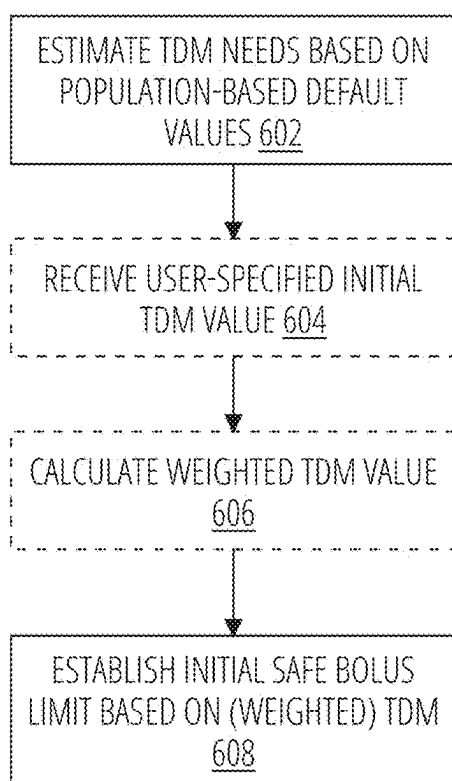 ESTIMATE TDM NEEDS BASED ON
POPULATION-BASED DEFAULT
VALUES 602
RECEIVE USER-SPECIFIED INITIAL
TDM VALUE 604
CALCULATE WEIGHTED TDM VALUE
606
ESTABLISH INITIAL SAFE BOLUS
LIMIT BASED ON (WEIGHTED) TDM
608